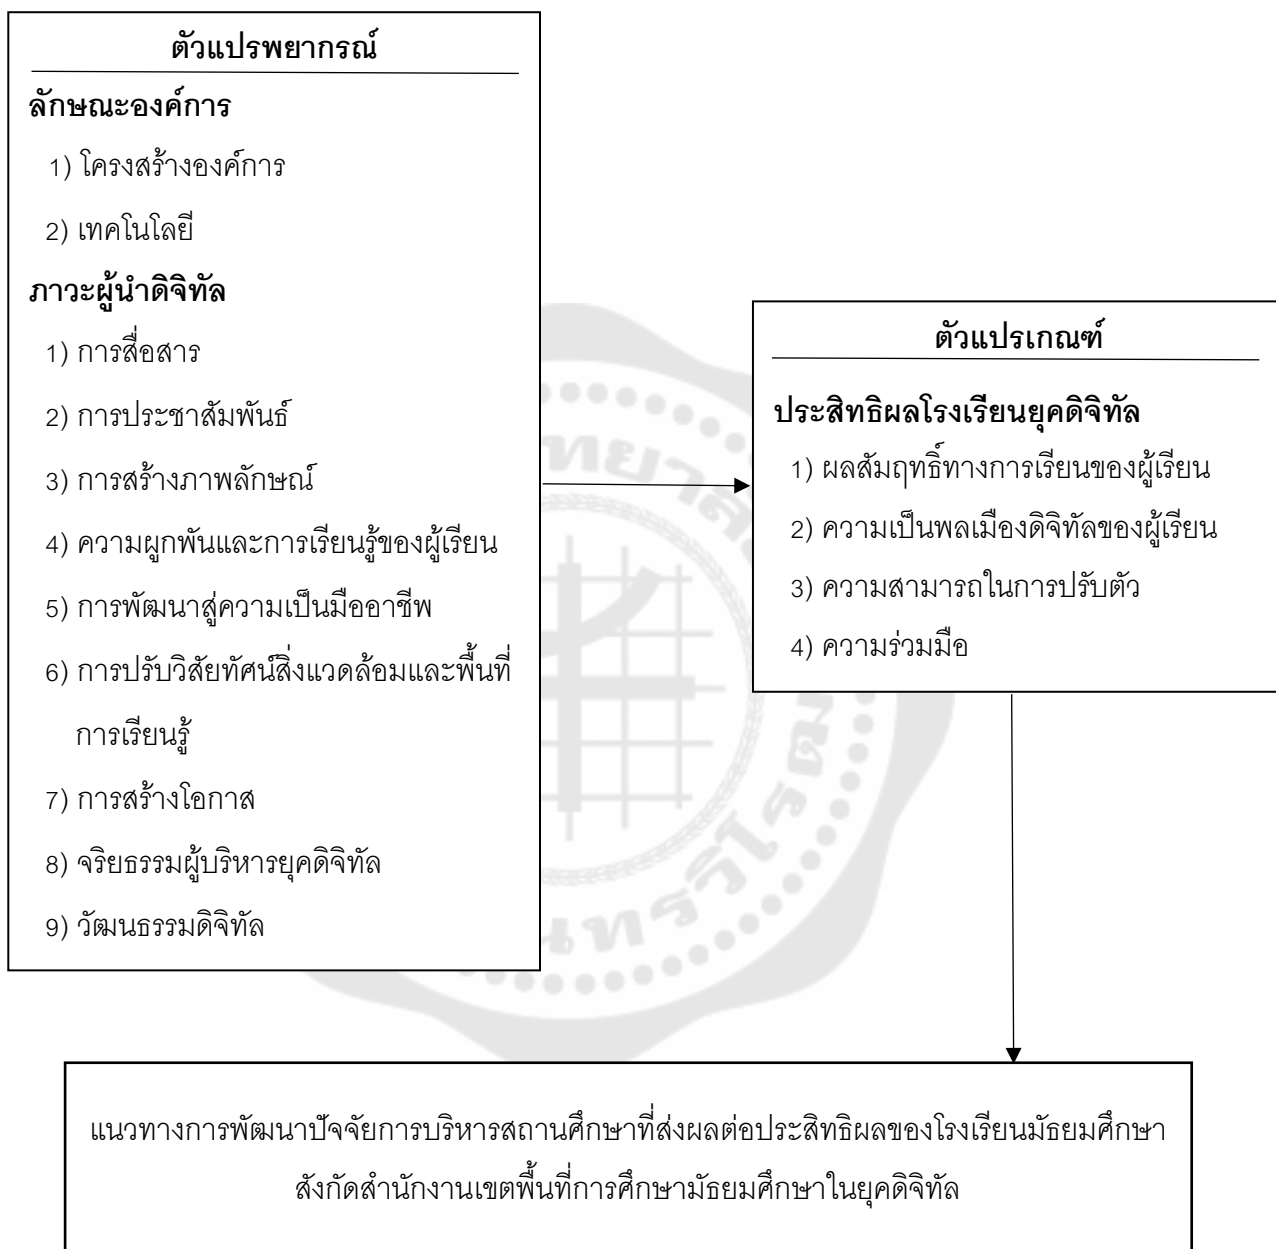 ตัวแปรพยากรณ์
ลักษณะองค์การ
1) โครงสร้างองค์การ
2) เทคโนโลยี
ภาวะผู้นำดิจิทัล
1) การสื่อสาร
2) การประชาสัมพันธ์
3) การสร้างภาพลักษณ์
4) ความผูกพันและการเรียนรู้ของผู้เรียน
5) การพัฒนาสู่ความเป็นมืออาชีพ
6) การปรับวิสัยทัศน์สิ่งแวดล้อมและพื้นที่
การเรียนรู้
7) การสร้างโอกาส
8) จริยธรรมผู้บริหารยุคดิจิทัล
9) วัฒนธรรมดิจิทัล
ตัวแปรเกณฑ์
ประสิทธิผลโรงเรียนยุคดิจิทัล
1) ผลสัมฤทธิ์ทางการเรียนของผู้เรียน
2) ความเป็นพลเมืองดิจิทัลของผู้เรียน
3) ความสามารถในการปรับตัว
4) ความร่วมมือ
แนวทางการพัฒนาปัจจัยการบริหารสถานศึกษาที่ส่งผลต่อประสิทธิผลของโรงเรียนมัธยมศึกษา
สังกัดสำนักงานเขตพื้นที่การศึกษามัธยมศึกษาในยุคดิจิทัล